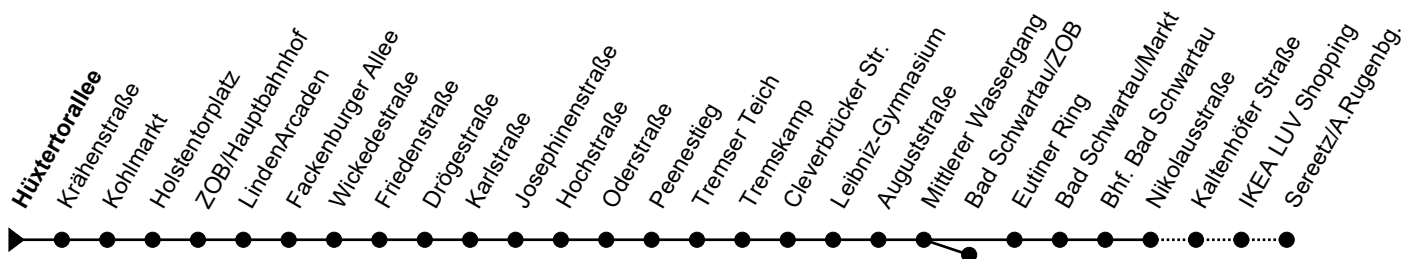 Hüxtertorallee
Krähenstraße
Kohlmarkt
Holstentorplatz
ZOB/Hauptbahnhof
LindenArcaden
Fackenburger Allee
Wickedestraße
Friedenstraße
Drögestraße
Karlstraße
Josephinenstraße
Hochstraße
Oderstraße
Peenestieg
Tremser Teich
Tremskamp
Cleverbrücker Str.
Leibniz-Gymnasium
Auguststraße
Mittlerer Wassergang
Bad Schwartau/ZOB
Eutiner Ring
Bad Schwartau/Markt
Bhf. Bad Schwartau
Nikolausstraße
Kaltenhöfer Straße
IKEA LUV Shopping
Sereetz/A.Rugenbg.